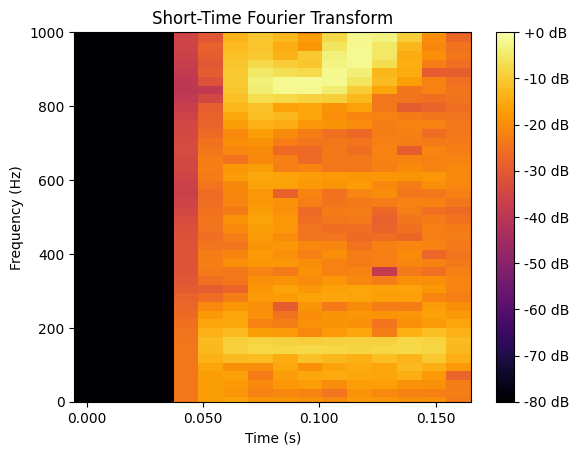 Short-Time Fourier Transform
1000
800
600
400
200
0
Frequency (Hz)
0.000
0.050
0.100
0.150
Time (s)
+0 dB
-10 dB
-20 dB
-30 dB
-40 dB
-50 dB
-60 dB
-70 dB
-80 dB